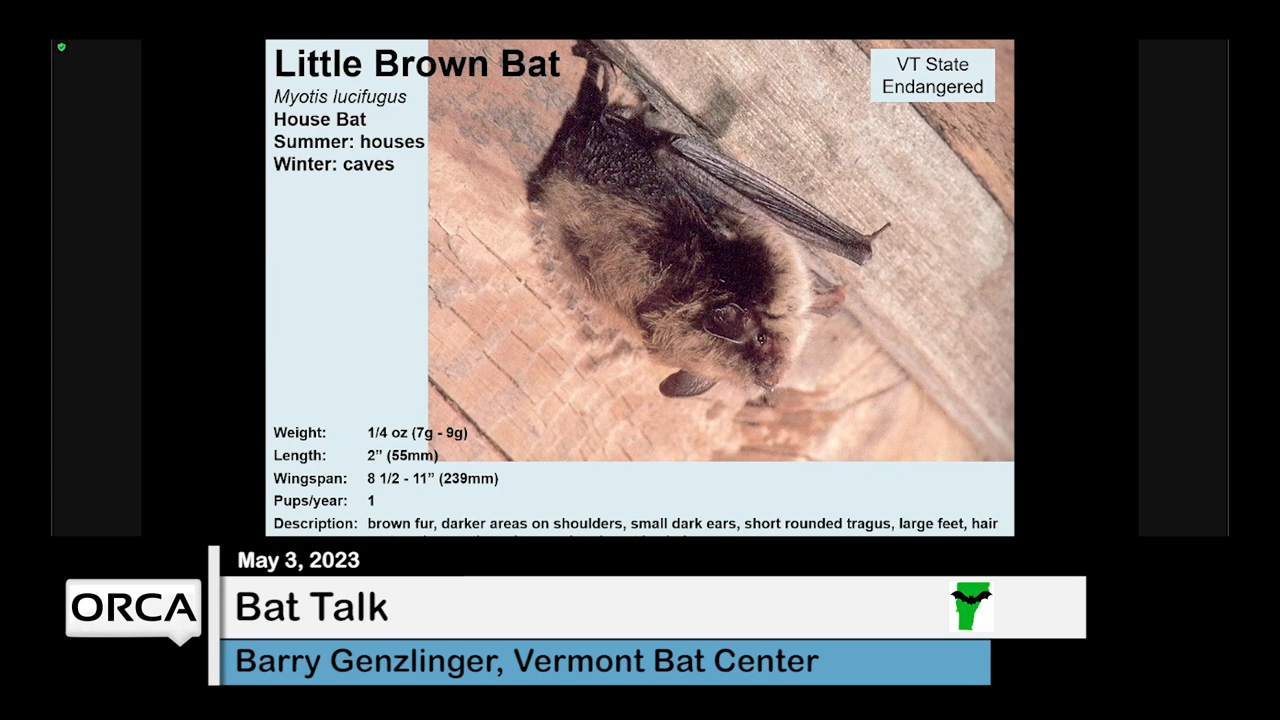 Little Brown Bat
VT State
Endangered
Myotis lucifugus
House Bat
Summer: houses
Winter: caves
Weight: 1/4 oz (7g - 9g)
Length: 2” (55mm)
Wingspan: 8 1/2 - 11” (239mm)
Pups/year: 1
Description: brown fur, darker areas on shoulders, small dark ears, short rounded tragus, large feet, hair
May 3, 2023
ORCA
Bat Talk
Barry Genzlinger, Vermont Bat Center